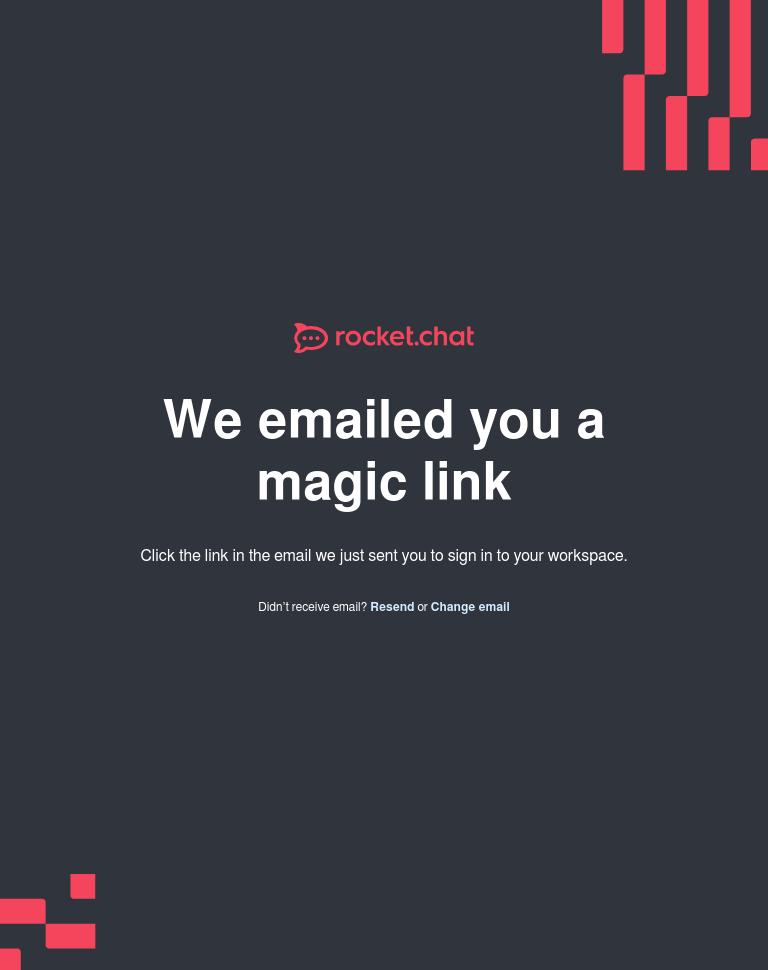 rocket.chat
We emailed you a
magic link
Click the link in the email we just sent you to sign in to your workspace.
Didn’t receive email? Resend or Change email